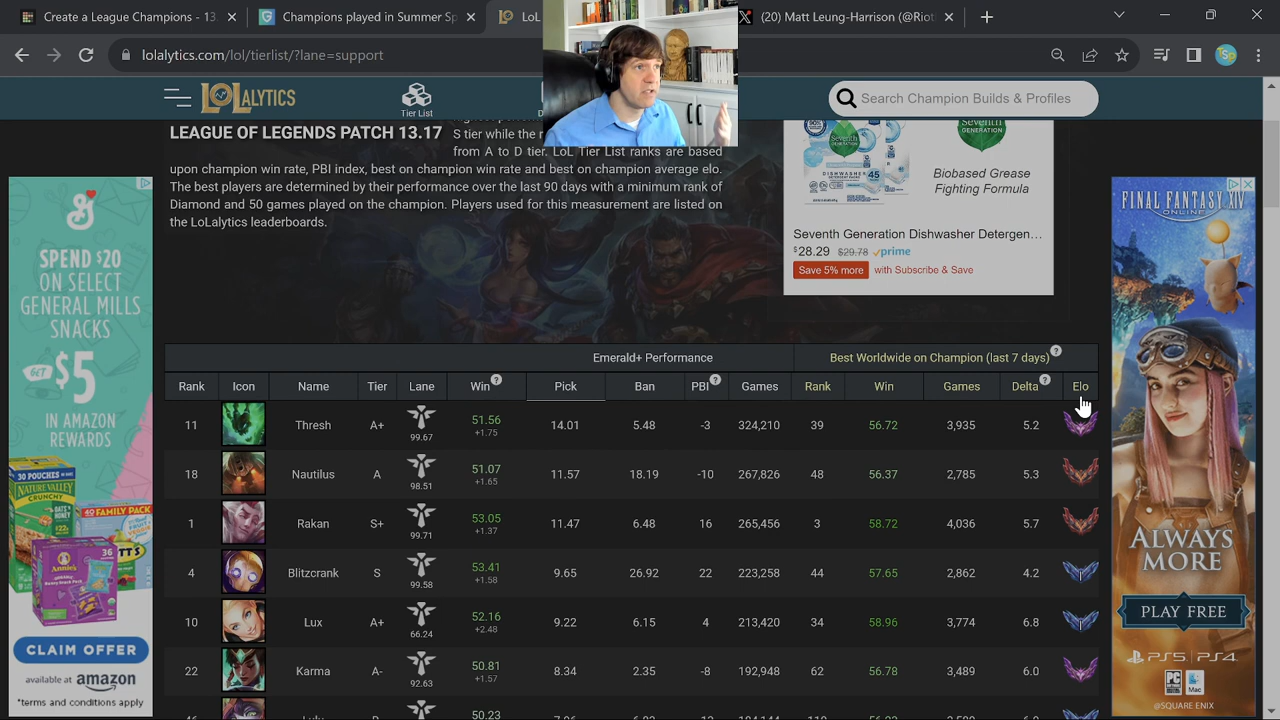 Create a League Champions - 13
Champions played in Summer Sp
LoL
(20) Matt Leung-Harrison (@Riot
lolalytics.com/lol/tierlist/?lane=support
LOLALYTICS
Tier List
D
Search Champion Builds & Profiles
LEAGUE OF LEGENDS PATCH 13.17
S tier while the r
from A to D tier. LoL Tier List ranks are based
upon champion win rate, PBI index, best on champion win rate and best on champion average elo.
The best players are measured by their performance over the last 90 days with a minimum rank of
Diamond and 50 games played on the champion. Players used for this measurement are listed on
the LoLalytics leaderboards.
SEVENTH GENERATION
DISHWASHER DETERGENT
45
SEVENTH
GENERATION
Biobased Grease
Fighting Formula
Seventh Generation Dishwasher Detergen...
$28.29 $29.78 prime
Save 5% more with Subscribe & Save
SPEND $20
ON SELECT
GENERAL MILLS
SNACKS
GET $5
IN AMAZON
REWARDS
30 POUCHES
NATURE VALLEY
CRUNCHY
Annie's
36
CLAIM OFFER
available at amazon
*terms and conditions apply
FINAL FANTASY XIV
ONLINE
ALWAYS
MORE
PLAY FREE
PS5 PS4
PC
Mac
@SQUARE ENIX
Emerald+ Performance
Best Worldwide on Champion (last 7 days) ?
Rank Icon Name Tier Lane Win ? Pick Ban PBI ? Games Rank Win Games Delta ? Elo
11 Thresh A+ 99.67 51.56 +1.75 14.01 5.48 -3 324,210 39 56.72 3,935 5.2
18 Nautilus A 98.51 51.07 +1.65 11.57 18.19 -10 267,826 48 56.37 2,785 5.3
1 Rakan S+ 99.71 53.05 +1.37 11.47 6.48 16 265,456 3 58.72 4,036 5.7
4 Blitzcrank S 99.58 53.41 +1.58 9.65 26.92 22 223,358 44 57.65 2,862 4.2 I
10 Lux A+ 66.24 52.16 +2.48 9.22 6.15 4 213,420 34 58.96 3,774 6.8 I
22 Karma A- 92.63 50.81 +1.57 8.34 2.35 -8 192,948 62 56.78 3,489 6.0